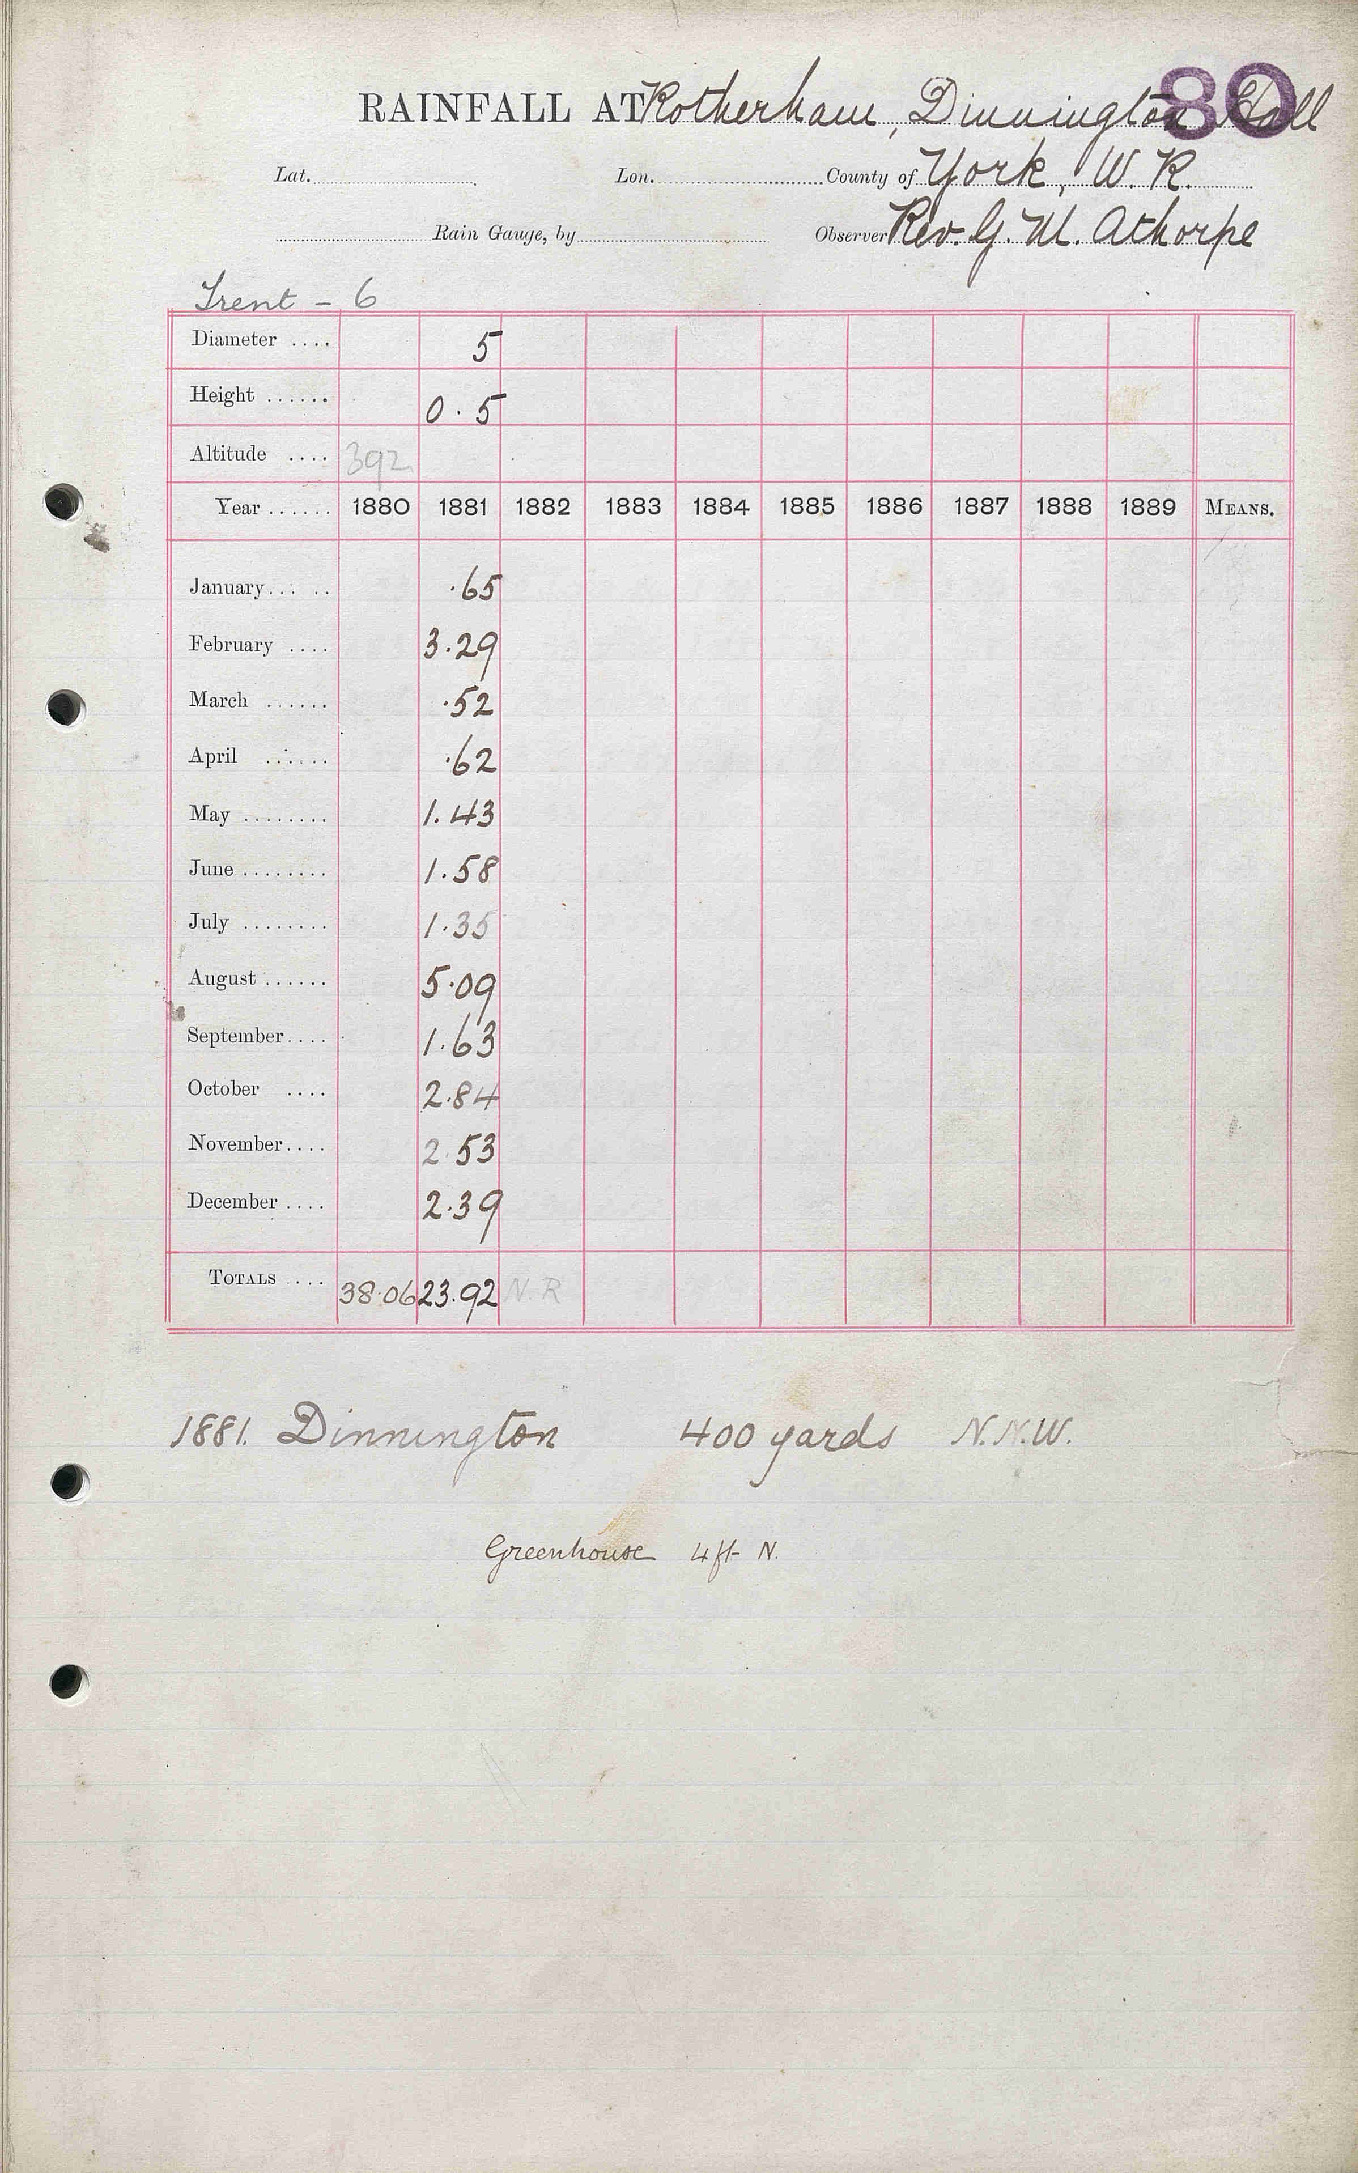 80
RAINFALL AT Rotherham, Dinnington Hall
Lat. Lon. County of York, W. R.
Rain Gauge, by Observer Rev. G. M. Athorpe
Trent - 6
Diameter .... 5
Height ...... 0.5
Altitude .... 392
Year ...... 1880 1881 1882 1883 1884 1885 1886 1887 1888 1889 MEANS.
January... .. .65
February .... 3.29
March ...... .52
April ...... .62
May ........ 1.43
June ........ 1.58
July ........ 1.35
August ...... 5.09
September.... 1.63
October .... 2.84
November.... 2.53
December .... 2.39
TOTALS .... 38.06 23.92 N.R
1881. Dinnington 400 yards N.N.W.
Greenhouse 4ft N.